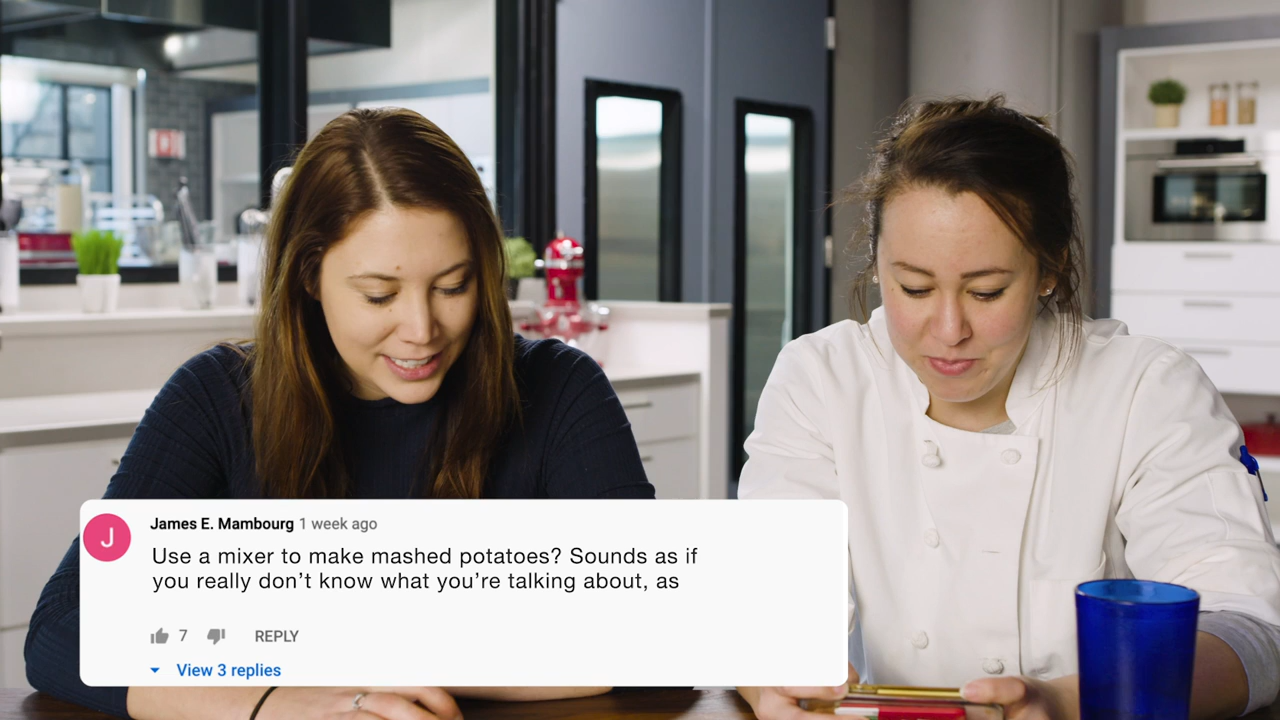 J
James E. Mambourg 1 week ago
Use a mixer to make mashed potatoes? Sounds as if
you really don't know what you're talking about, as
7 REPLY
View 3 replies